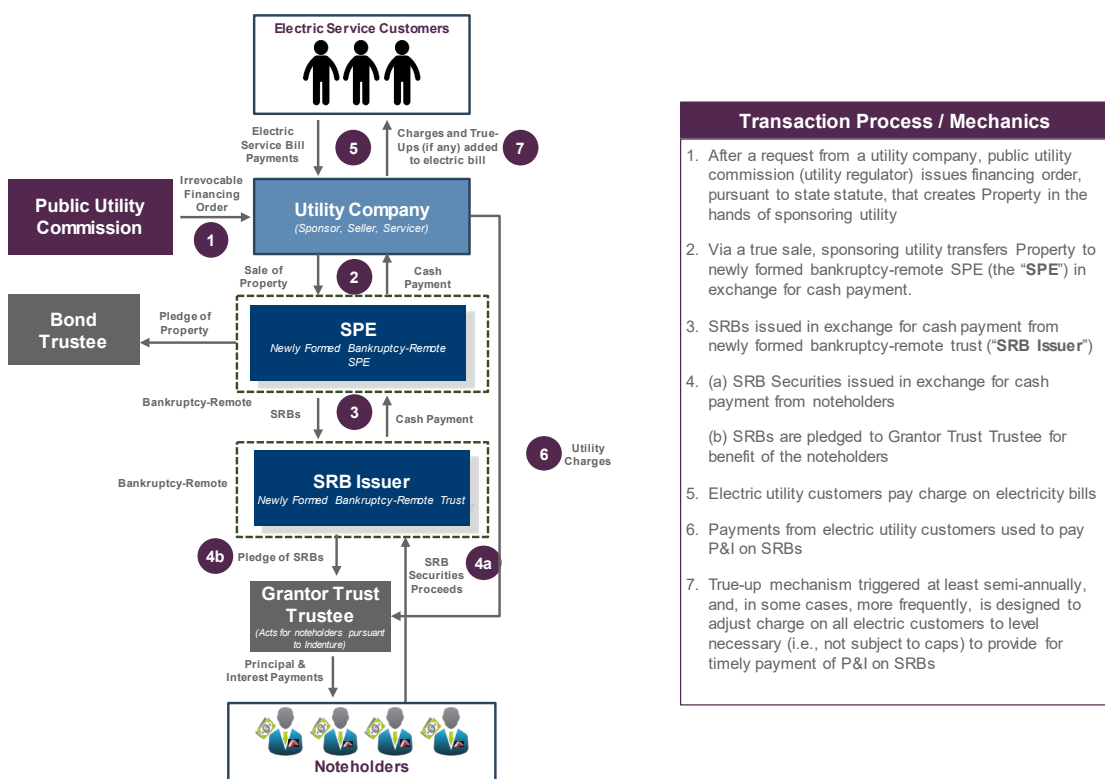 Electric Service Customers
Electric
Service Bill
Payments
5
Charges and True-
Ups (if any) added
to electric bill
7
Public Utility
Commission
Irrevocable
Financing
Order
1
Utility Company
(Sponsor, Seller, Servicer)
Sale of
Property
2
Cash
Payment
Bond
Trustee
Pledge of
Property
SPE
Newly Formed Bankruptcy-Remote
SPE
Bankruptcy-Remote
SRBs
3
Cash Payment
6
Utility
Charges
Bankruptcy-Remote
SRB Issuer
Newly Formed Bankruptcy-Remote Trust
4b
Pledge of SRBs
SRB
Securities
Proceeds
4a
Grantor Trust
Trustee
(Acts for noteholders pursuant
to Indenture)
Principal &
Interest Payments
Noteholders
Transaction Process / Mechanics
1. After a request from a utility company, public utility
commission (utility regulator) issues financing order,
pursuant to state statute, that creates Property in the
hands of sponsoring utility
2. Via a true sale, sponsoring utility transfers Property to
newly formed bankruptcy-remote SPE (the “SPE”) in
exchange for cash payment.
3. SRBs issued in exchange for cash payment from
newly formed bankruptcy-remote trust (“SRB Issuer”)
4. (a) SRB Securities issued in exchange for cash
payment from noteholders
(b) SRBs are pledged to Grantor Trust Trustee for
benefit of the noteholders
5. Electric utility customers pay charge on electricity bills
6. Payments from electric utility customers used to pay
P&I on SRBs
7. True-up mechanism triggered at least semi-annually,
and, in some cases, more frequently, is designed to
adjust charge on all electric customers to level
necessary (i.e., not subject to caps) to provide for
timely payment of P&I on SRBs